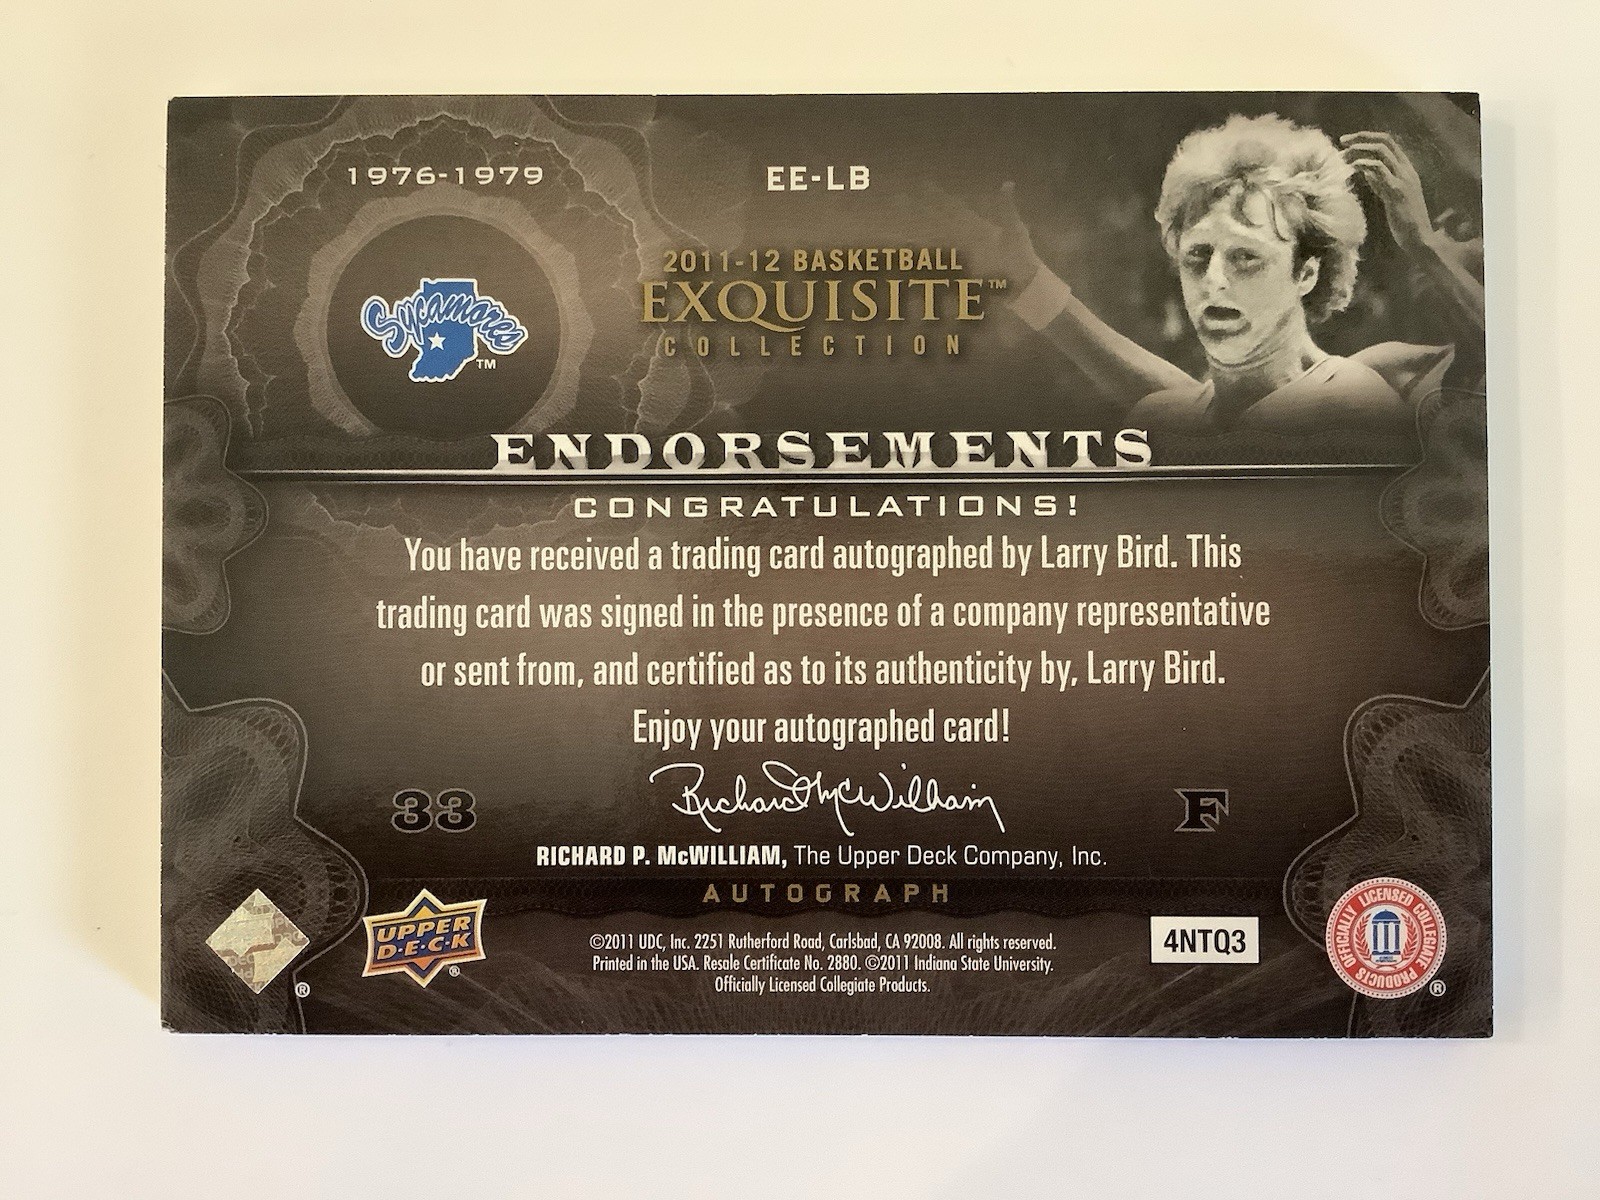 1976-1979
EE-LB
2011-12 BASKETBALL
EXQUISITE™
COLLECTION
Sycamores™
ENDORSEMENTS
CONGRATULATIONS!
You have received a trading card autographed by Larry Bird. This
trading card was signed in the presence of a company representative
or sent from, and certified as to its authenticity by, Larry Bird.
Enjoy your autographed card!
Richard McWilliam
33
F
RICHARD P. McWILLIAM, The Upper Deck Company, Inc.
AUTOGRAPH
®
UPPER
D·E·C·K®
©2011 UDC, Inc. 2251 Rutherford Road, Carlsbad, CA 92008. All rights reserved.
Printed in the USA. Resale Certificate No. 2880. ©2011 Indiana State University.
Officially Licensed Collegiate Products.
4NTQ3
OFFICIALLY LICENSED COLLEGIATE PRODUCTS®